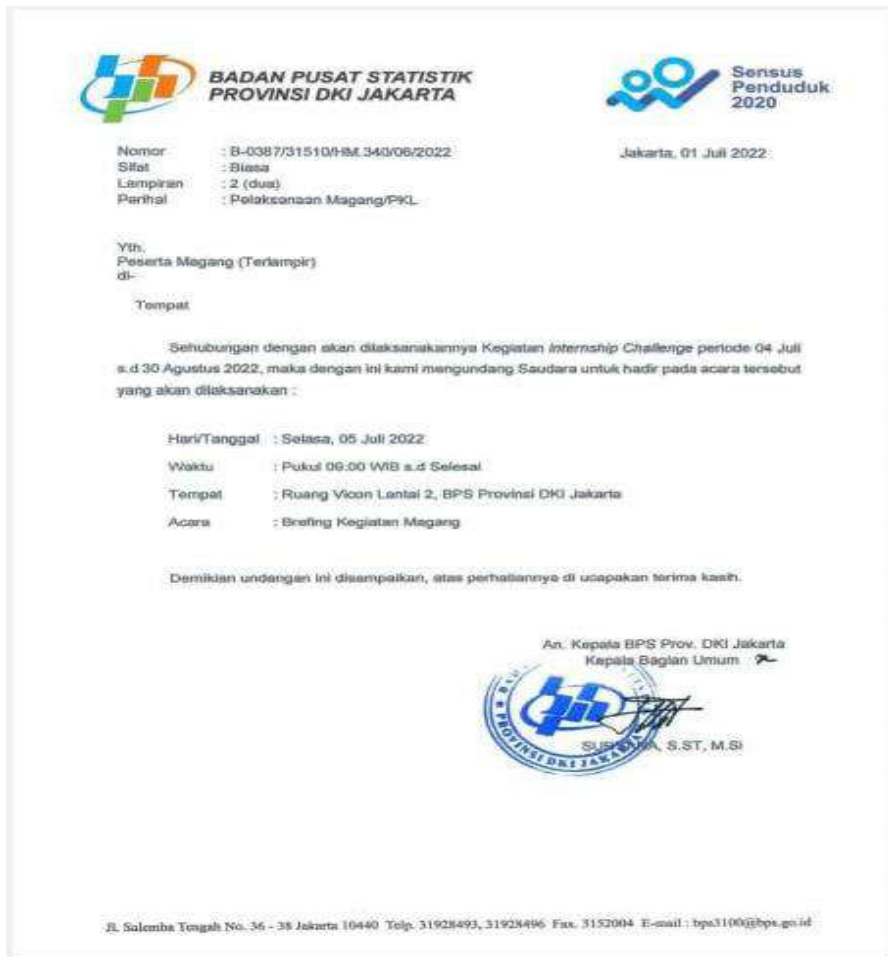 BADAN PUSAT STATISTIK
PROVINSI DKI JAKARTA
Sensus
Penduduk
2020
Nomor : B-0387/31510/HM.340/06/2022
Jakarta, 01 Juli 2022
Sifat : Biasa
Lampiran : 2 (dua)
Perihal : Pelaksanaan Magang/PKL
Yth.
Peserta Magang (Terlampir)
di-
Tempat
Sehubungan dengan akan dilaksanakannya Kegiatan Internship Challenge periode 04 Juli
s.d 30 Agustus 2022, maka dengan ini kami mengundang Saudara untuk hadir pada acara tersebut
yang akan dilaksanakan :
Hari/Tanggal : Selasa, 05 Juli 2022
Waktu : Pukul 09:00 WIB s.d Selesai
Tempat : Ruang Vicon Lantai 2, BPS Provinsi DKI Jakarta
Acara : Brefing Kegiatan Magang
Demikian undangan ini disampaikan, atas perhatiannya di ucapakan terima kasih.
An. Kepala BPS Prov. DKI Jakarta
Kepala Bagian Umum
PROVINSI DKI JAKARTA
S.ST, M.Si
Jl. Salemba Tengah No. 36 - 38 Jakarta 10440 Telp. 31928493, 31928496 Fax. 3152004 E-mail : bps3100@bps.go.id